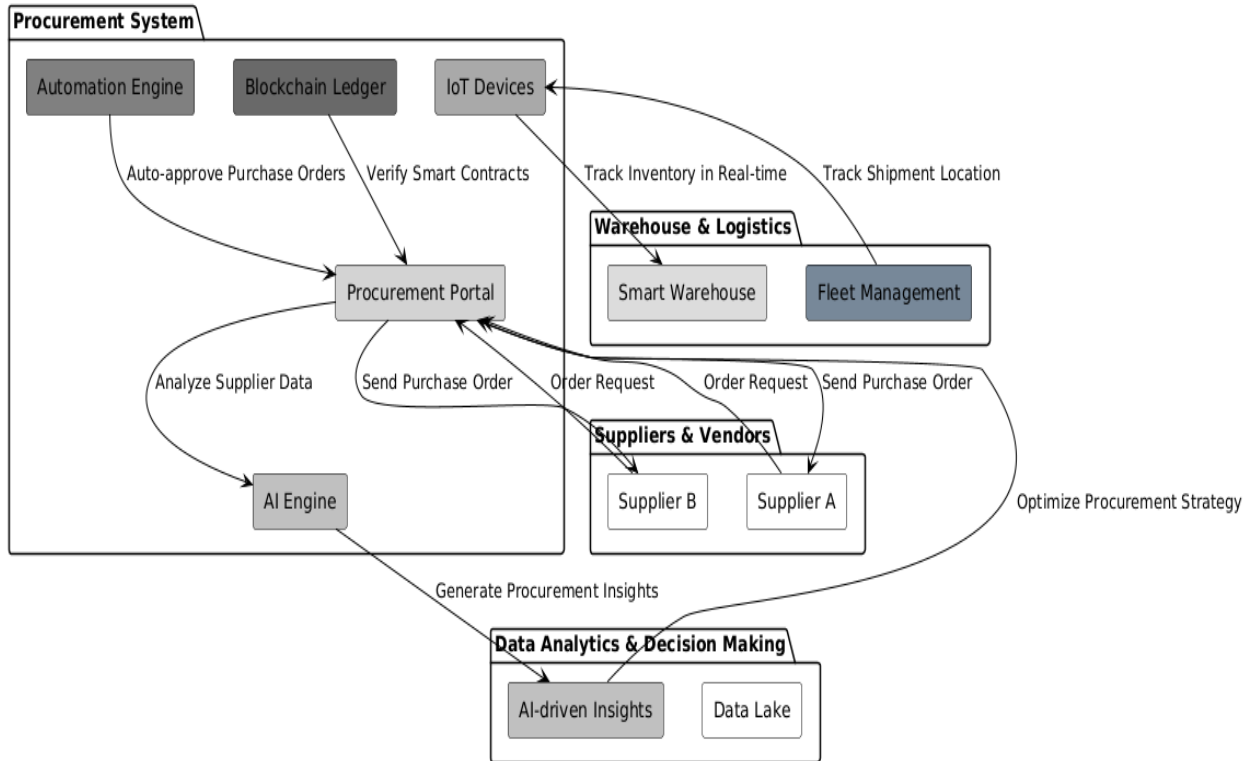 Procurement System
Automation Engine
Blockchain Ledger
IoT Devices
Auto-approve Purchase Orders
Verify Smart Contracts
Track Inventory in Real-time
Track Shipment Location
Warehouse & Logistics
Procurement Portal
Smart Warehouse
Fleet Management
Analyze Supplier Data
Send Purchase Order
Order Request
Order Request
Send Purchase Order
Suppliers & Vendors
AI Engine
Supplier B
Supplier A
Optimize Procurement Strategy
Generate Procurement Insights
Data Analytics & Decision Making
AI-driven Insights
Data Lake